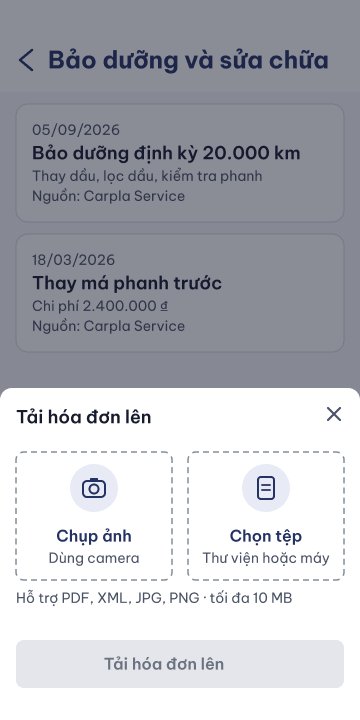 Bảo dưỡng và sửa chữa
05/09/2026
Bảo dưỡng định kỳ 20.000 km
Thay dầu, lọc dầu, kiểm tra phanh
Nguồn: Carpla Service
18/03/2026
Thay má phanh trước
Chi phí 2.400.000 ₫
Nguồn: Carpla Service
Tải hóa đơn lên
Chụp ảnh
Dùng camera
Chọn tệp
Thư viện hoặc máy
Hỗ trợ PDF, XML, JPG, PNG · tối đa 10 MB
Tải hóa đơn lên